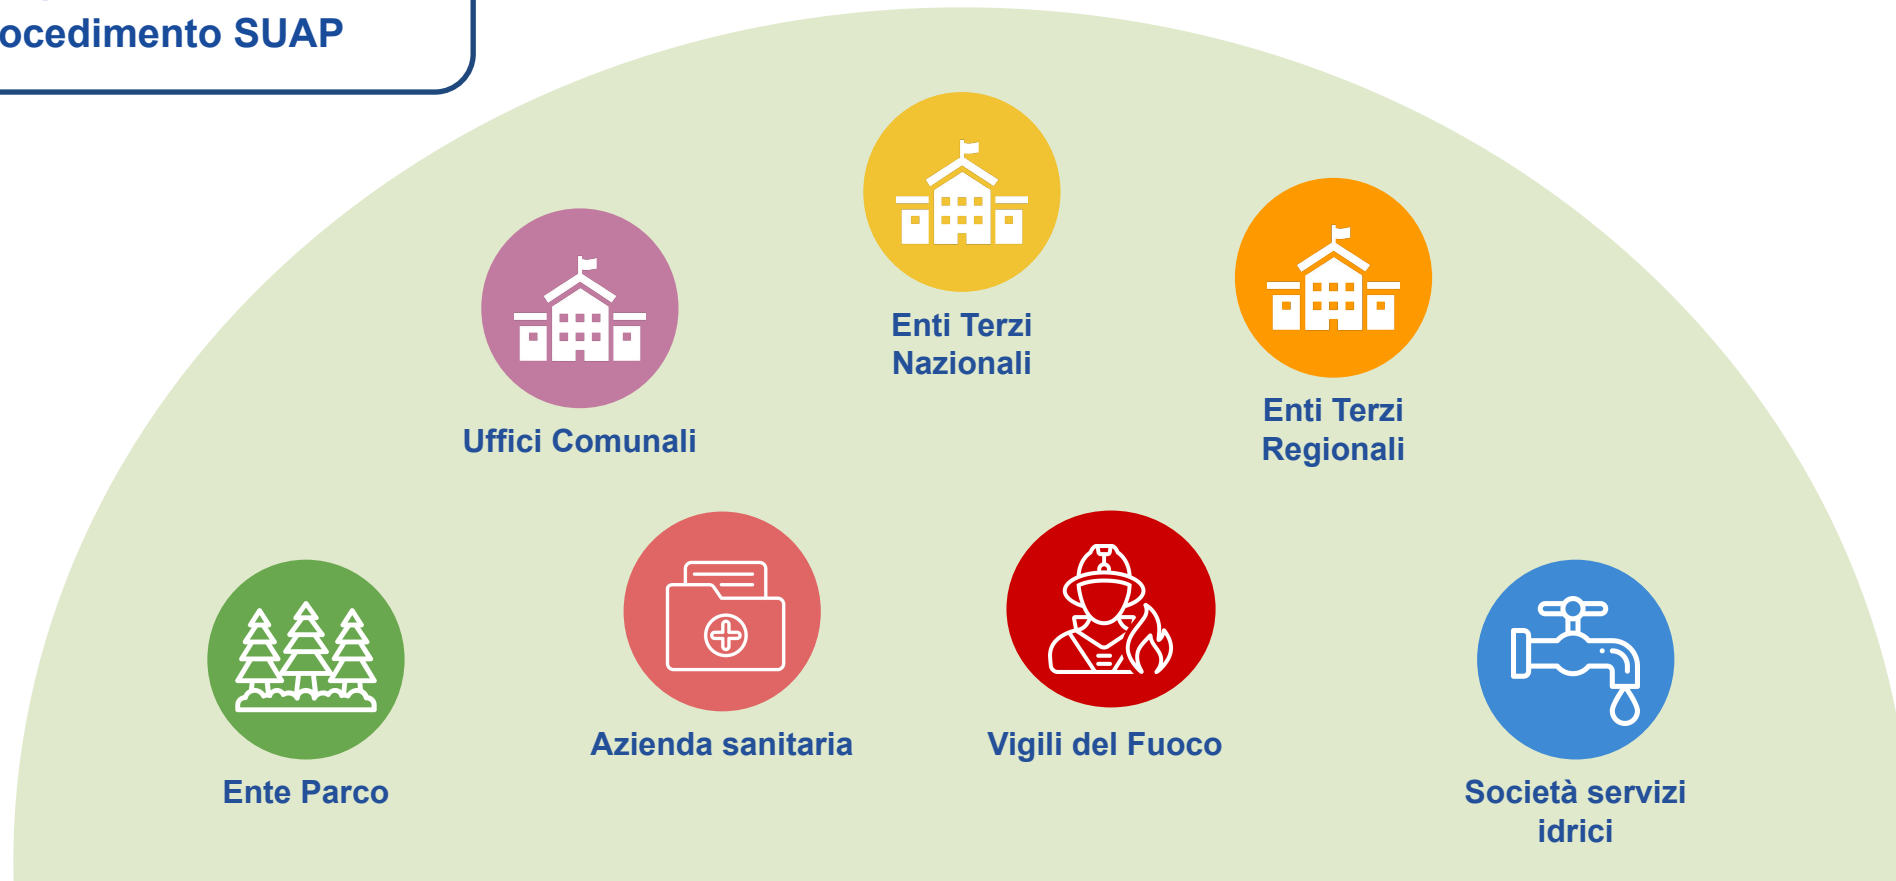 ocedimento SUAP
Enti Terzi
Nazionali
Enti Terzi
Regionali
Uffici Comunali
Azienda sanitaria
Vigili del Fuoco
Ente Parco
Società servizi
idrici